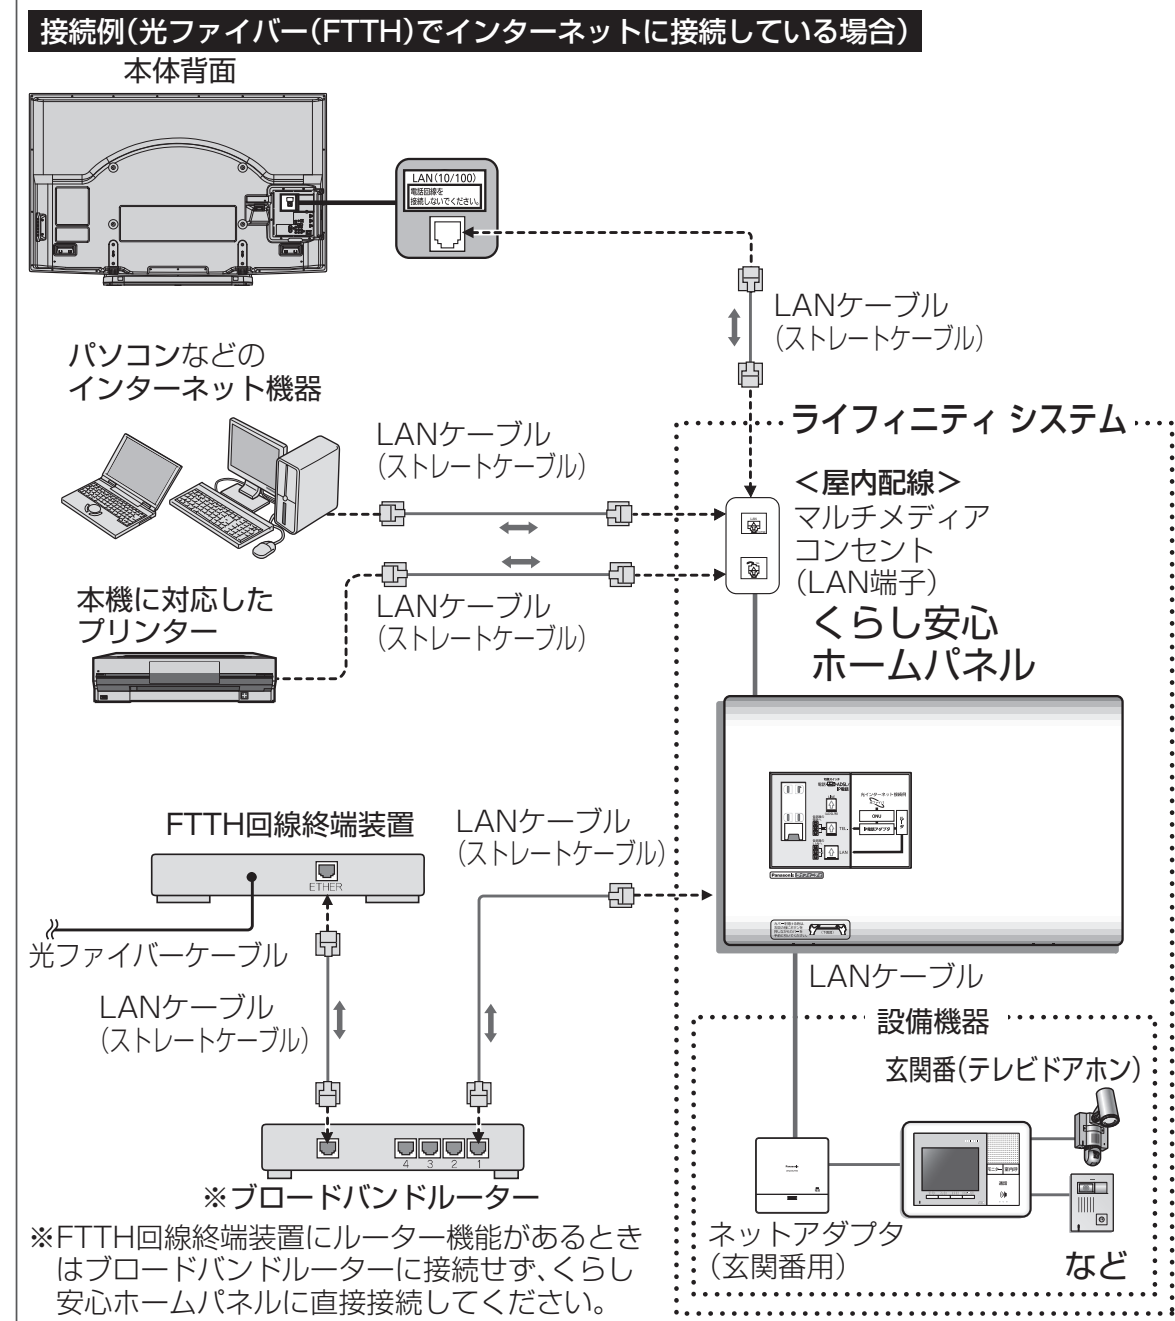 接続例(光ファイバー(FTTH)でインターネットに接続している場合)
本体背面
LAN(10/100)
電話回線を
接続しないでください。
LANケーブル
(ストレートケーブル)
パソコンなどの
インターネット機器
LANケーブル
(ストレートケーブル)
ライフィニティ システム
<屋内配線>
マルチメディア
コンセント
(LAN端子)
本機に対応した
プリンター
LANケーブル
(ストレートケーブル)
くらし安心
ホームパネル
光インターネット接続例
ONU
TEL
LAN
Panasonic
FTTH回線終端装置
ETHER
LANケーブル
(ストレートケーブル)
光ファイバーケーブル
LANケーブル
(ストレートケーブル)
LANケーブル
設備機器
玄関番(テレビドアホン)
4 3 2 1
※ブロードバンドルーター
Panasonic
ネットアダプタ
(玄関番用)
など
※FTTH回線終端装置にルーター機能があるとき
はブロードバンドルーターに接続せず、くらし
安心ホームパネルに直接接続してください。